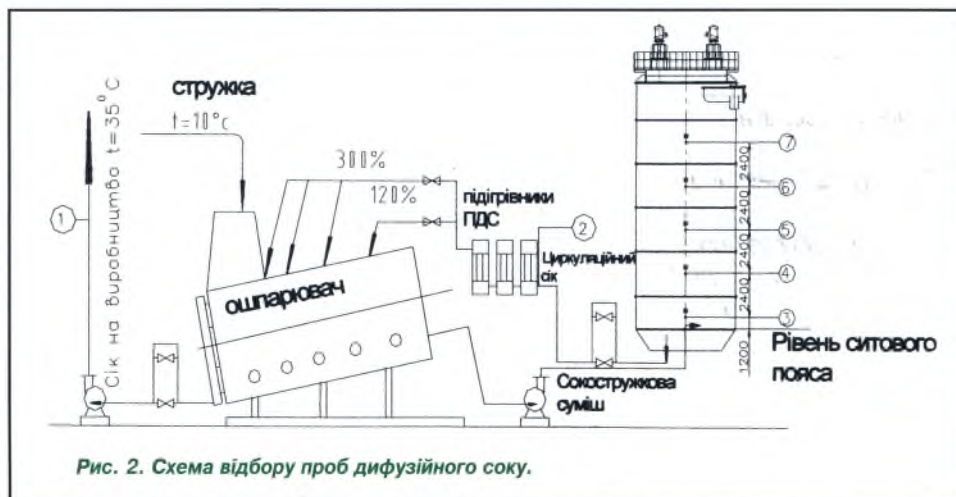 стружка
t=10°c
Сік на виробництво t=35°C
300%
120%
підігрівники
ПДС
1
2
Циркуляційний
сік
ошпарювач
Сокостружкова
суміш
7
6
5
4
3
2400
2400
2400
2400
1200
Рівень ситового
пояса
Рис. 2. Схема відбору проб дифузійного соку.